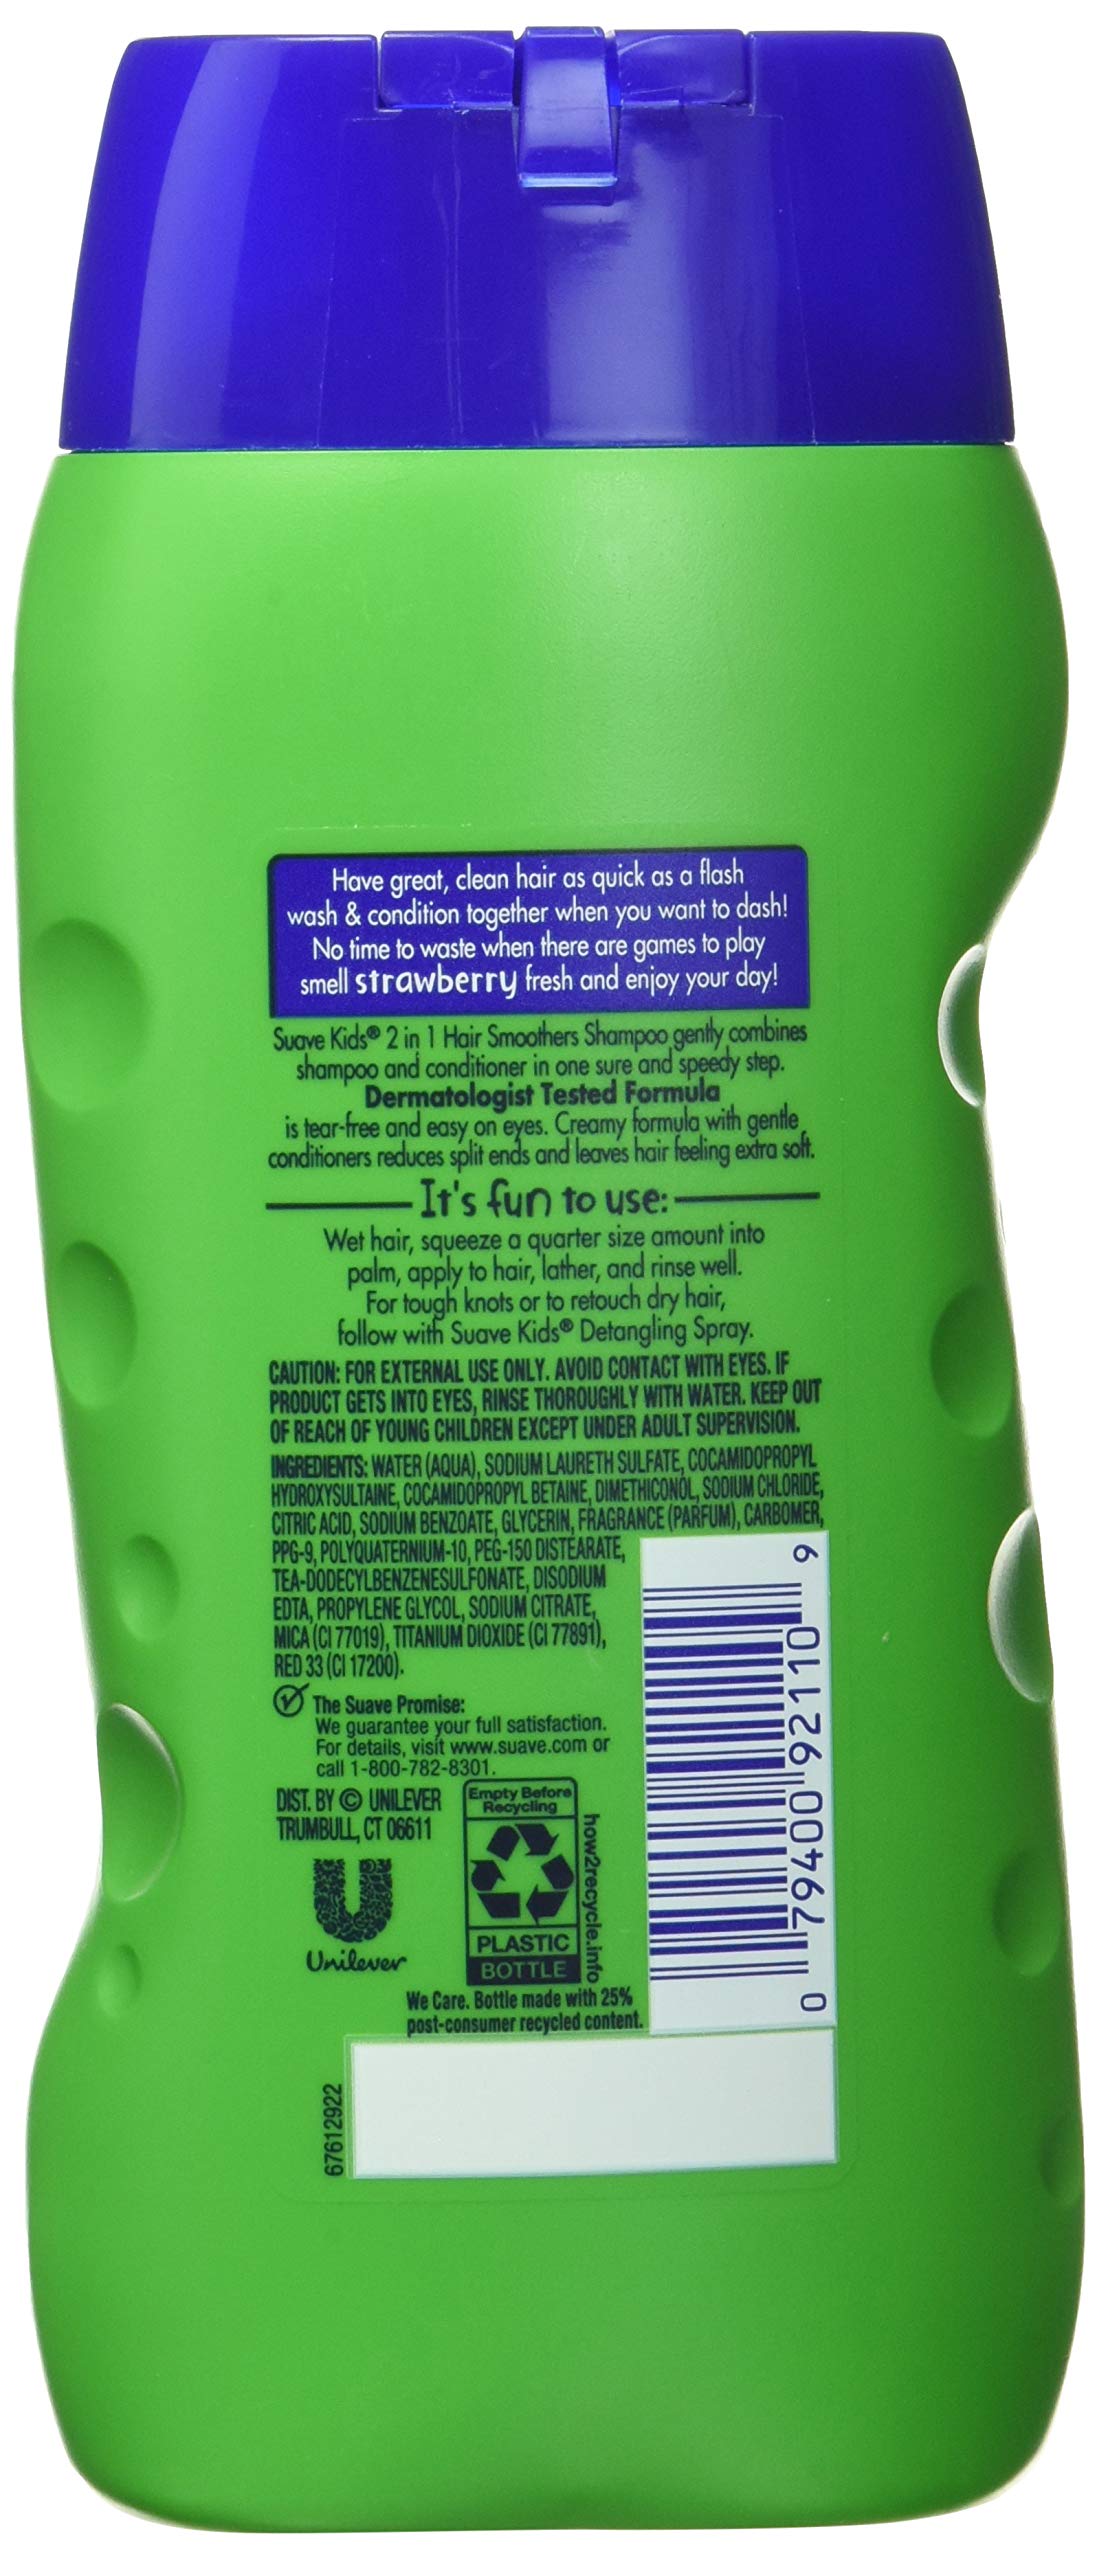 Have great, clean hair as quick as a flash
wash & condition together when you want to dash!
No time to waste when there are games to play
smell strawberry fresh and enjoy your day!
Suave Kids® 2 in 1 Hair Smoothers Shampoo gently combines
shampoo and conditioner in one sure and speedy step.
Dermatologist Tested Formula
is tear-free and easy on eyes. Creamy formula with gentle
conditioners reduces split ends and leaves hair feeling extra soft.
It's fun to use:
Wet hair, squeeze a quarter size amount into
palm, apply to hair, lather, and rinse well.
For tough knots or to retouch dry hair,
follow with Suave Kids® Detangling Spray.
CAUTION: FOR EXTERNAL USE ONLY. AVOID CONTACT WITH EYES. IF
PRODUCT GETS INTO EYES, RINSE THOROUGHLY WITH WATER. KEEP OUT
OF REACH OF YOUNG CHILDREN EXCEPT UNDER ADULT SUPERVISION.
INGREDIENTS: WATER (AQUA), SODIUM LAURETH SULFATE, COCAMIDOPROPYL
HYDROXYSULTAINE, COCAMIDOPROPYL BETAINE, DIMETHICONOL, SODIUM CHLORIDE,
CITRIC ACID, SODIUM BENZOATE, GLYCERIN, FRAGRANCE (PARFUM), CARBOMER,
PPG-9, POLYQUATERNIUM-10, PEG-150 DISTEARATE,
TEA-DODECYLBENZENESULFONATE, DISODIUM
EDTA, PROPYLENE GLYCOL, SODIUM CITRATE,
MICA (CI 77019), TITANIUM DIOXIDE (CI 77891),
RED 33 (CI 17200).
The Suave Promise:
We guarantee your full satisfaction.
For details, visit www.suave.com or
call 1-800-782-8301.
DIST. BY © UNILEVER
TRUMBULL, CT 06611
Unilever
Empty Before
Recycling
PLASTIC
BOTTLE
how2recycle.info
We Care. Bottle made with 25%
post-consumer recycled content.
0 79400 92110 9
67612922